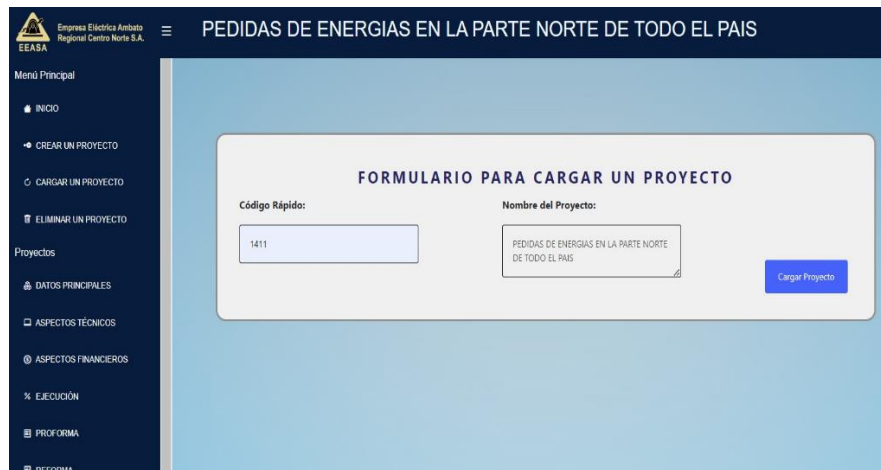 Empresa Eléctrica Ambato
Regional Centro Norte S.A.
EEASA
PEDIDAS DE ENERGIAS EN LA PARTE NORTE DE TODO EL PAIS
Menú Principal
INICIO
CREAR UN PROYECTO
CARGAR UN PROYECTO
ELIMINAR UN PROYECTO
Proyectos
DATOS PRINCIPALES
ASPECTOS TÉCNICOS
ASPECTOS FINANCIEROS
EJECUCIÓN
PROFORMA
REFORMA
FORMULARIO PARA CARGAR UN PROYECTO
Código Rápido:
1411
Nombre del Proyecto:
PEDIDAS DE ENERGIAS EN LA PARTE NORTE
DE TODO EL PAIS
Cargar Proyecto